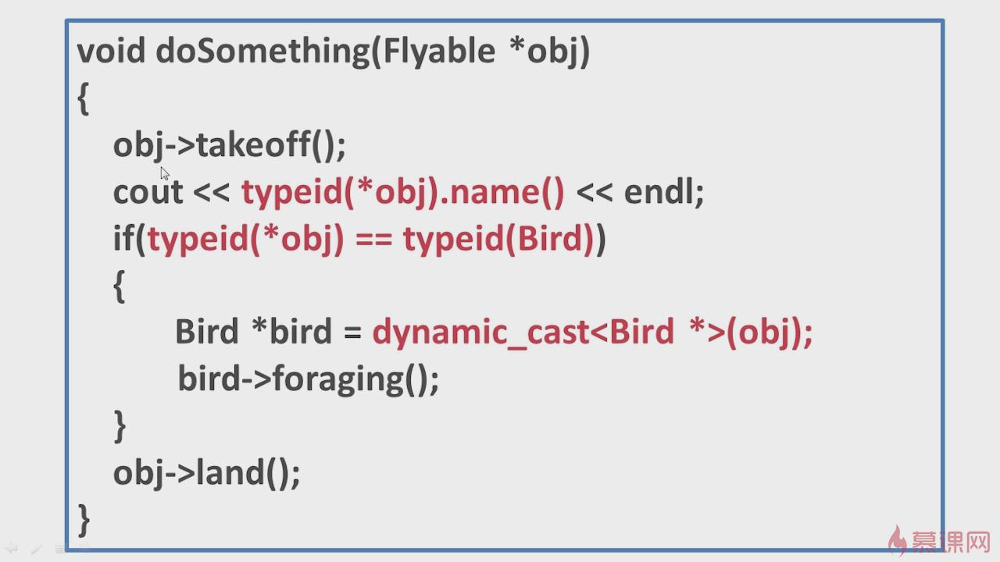 void doSomething(Flyable *obj)
{
obj->takeoff();
cout << typeid(*obj).name() << endl;
if(typeid(*obj) == typeid(Bird))
{
Bird *bird = dynamic_cast<Bird *>(obj);
bird->foraging();
}
obj->land();
}
慕课网